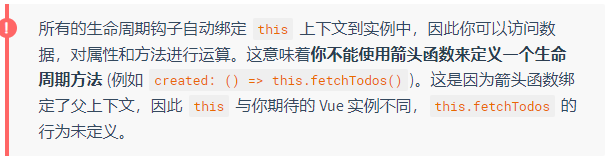 所有的生命周期钩子自动绑定 this 上下文到实例中，因此你可以访问数
据，对属性和方法进行运算。这意味着你不能使用箭头函数来定义一个生命
周期方法 (例如 created: () => this.fetchTodos() )。这是因为箭头函数绑
定了父上下文，因此 this 与你期待的 Vue 实例不同， this.fetchTodos 的
行为未定义。